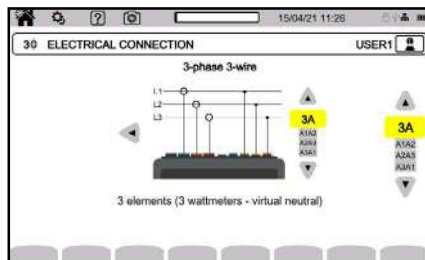 ?
15/04/21 11:26
3Φ ELECTRICAL CONNECTION
USER1
3-phase 3-wire
L1
L2
L3
3A
A1A2
A2A3
A3A1
3A
A1A2
A2A3
A3A1
3 elements (3 wattmeters - virtual neutral)